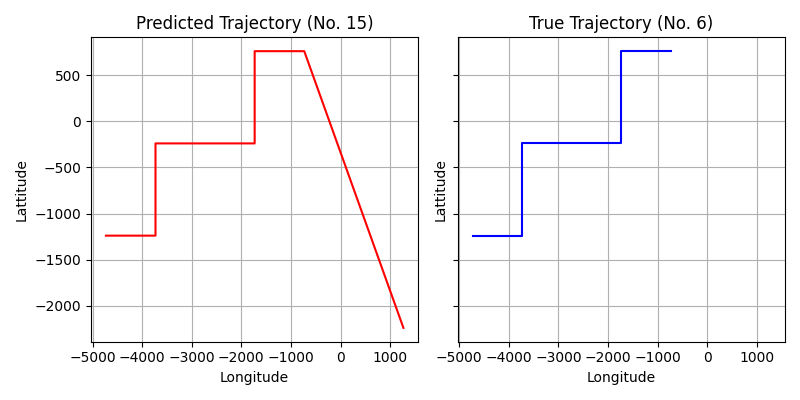 Predicted Trajectory (No. 15)
True Trajectory (No. 6)
Lattitude
500
0
−500
−1000
−1500
−2000
−5000 −4000 −3000 −2000 −1000 0 1000
Longitude
Lattitude
−5000 −4000 −3000 −2000 −1000 0 1000
Longitude